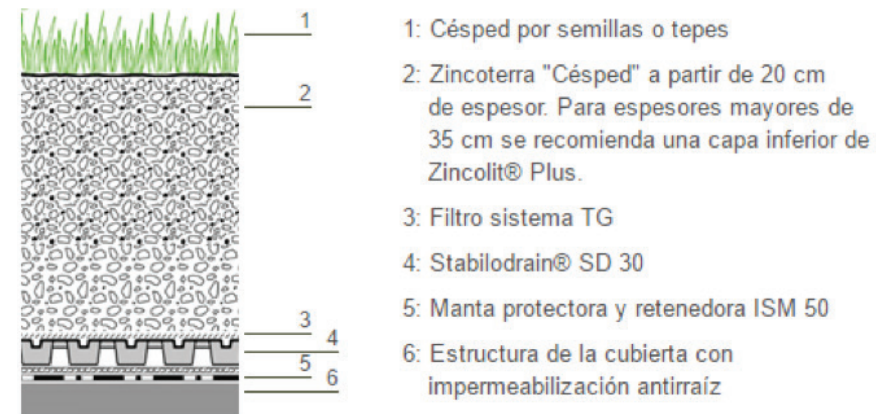 1
2
3
4
5
6
1: Césped por semillas o tepes
2: Zincoterra "Césped" a partir de 20 cm
de espesor. Para espesores mayores de
35 cm se recomienda una capa inferior de
Zincolit® Plus.
3: Filtro sistema TG
4: Stabilodrain® SD 30
5: Manta protectora y retenedora ISM 50
6: Estructura de la cubierta con
impermeabilización antirraíz